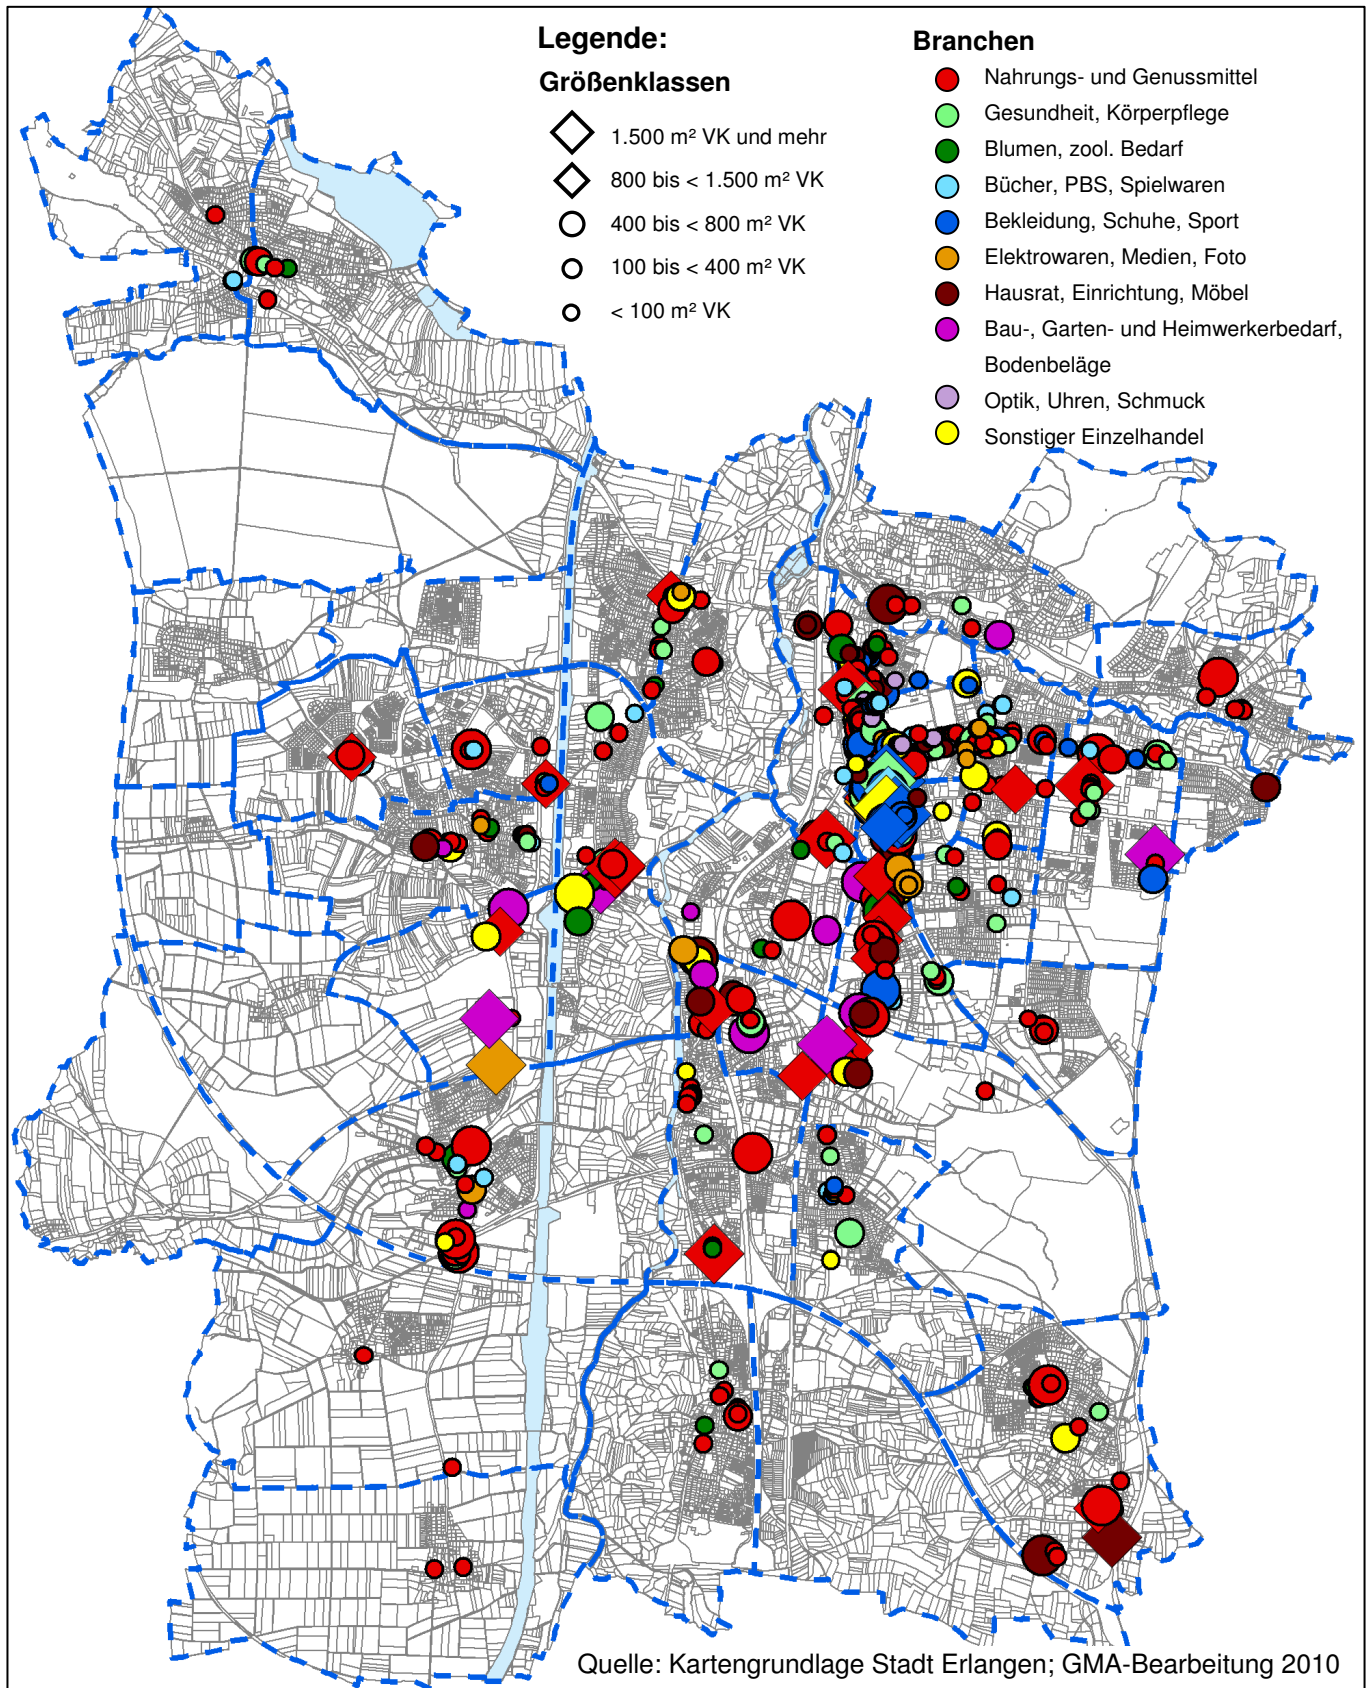 Legende:
Größenklassen
1.500 m² VK und mehr
800 bis < 1.500 m² VK
400 bis < 800 m² VK
100 bis < 400 m² VK
< 100 m² VK
Branchen
Nahrungs- und Genussmittel
Gesundheit, Körperpflege
Blumen, zool. Bedarf
Bücher, PBS, Spielwaren
Bekleidung, Schuhe, Sport
Elektrowaren, Medien, Foto
Hausrat, Einrichtung, Möbel
Bau-, Garten- und Heimwerkerbedarf,
Bodenbeläge
Optik, Uhren, Schmuck
Sonstiger Einzelhandel
Quelle: Kartengrundlage Stadt Erlangen; GMA-Bearbeitung 2010